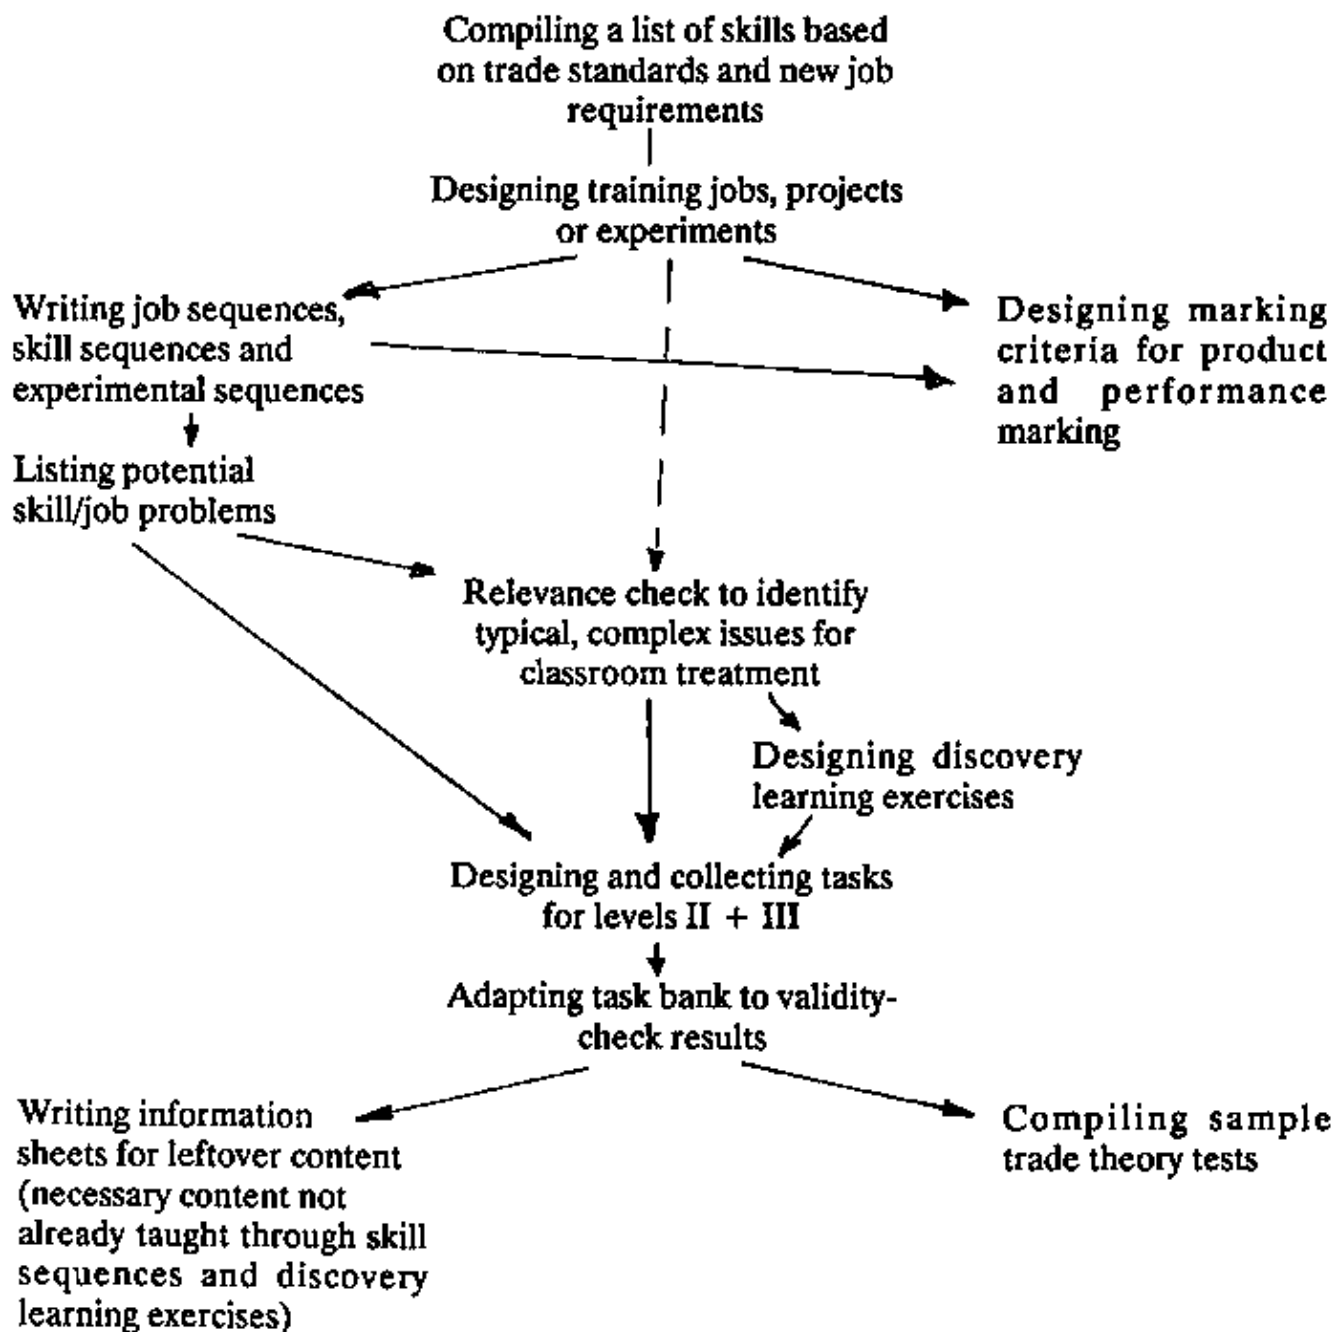 Compiling a list of skills based
on trade standards and new job
requirements
Designing training jobs, projects
or experiments
Writing job sequences,
skill sequences and
experimental sequences
Designing marking
criteria for product
and performance
marking
Listing potential
skill/job problems
Relevance check to identify
typical, complex issues for
classroom treatment
Designing discovery
learning exercises
Designing and collecting tasks
for levels II + III
Adapting task bank to validity-
check results
Writing information
sheets for leftover content
(necessary content not
already taught through skill
sequences and discovery
learning exercises)
Compiling sample
trade theory tests